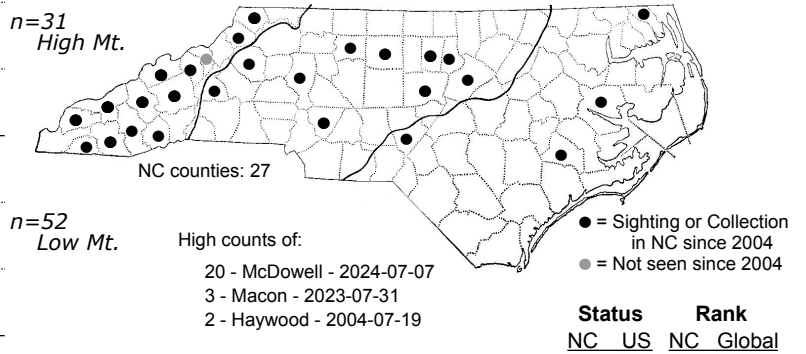 n=31
High Mt.
NC counties: 27
n=52
Low Mt.
High counts of:
20 - McDowell - 2024-07-07
3 - Macon - 2023-07-31
2 - Haywood - 2004-07-19
● = Sighting or Collection
in NC since 2004
● = Not seen since 2004
Status Rank
NC US NC Global